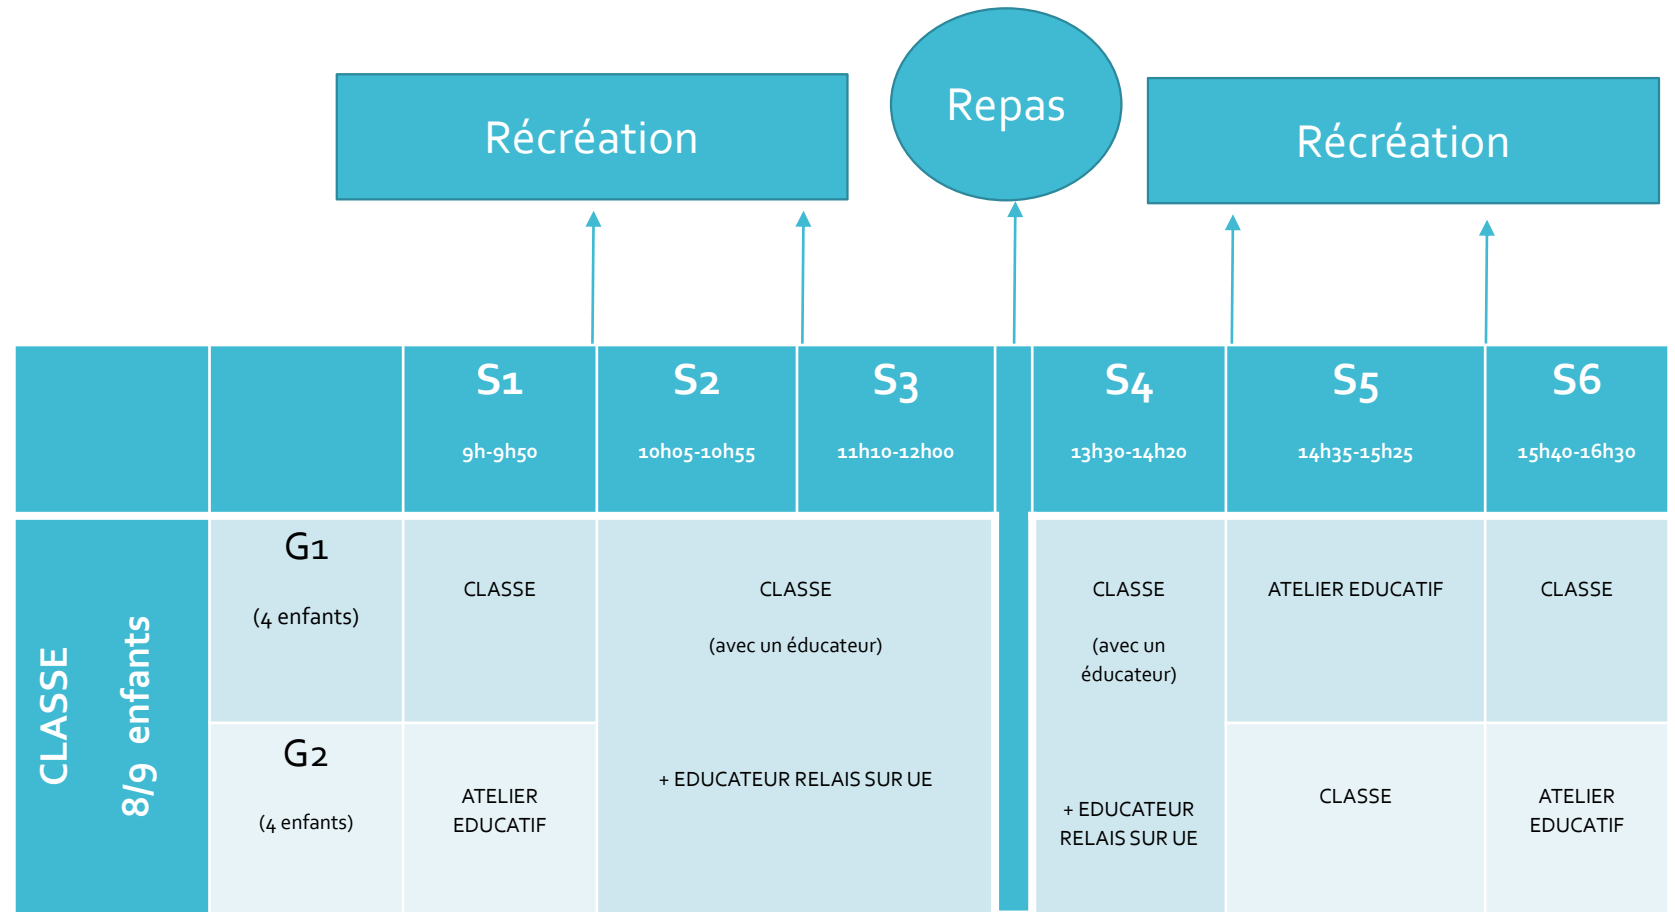 Récréation
Repas
Récréation
S1
S2
S3
S4
S5
S6
9h-9h50
10h05-10h55
11h10-12h00
13h30-14h20
14h35-15h25
15h40-16h30
CLASSE
8/9 enfants
G1
(4 enfants)
CLASSE
CLASSE
(avec un éducateur)
+ EDUCATEUR RELAIS SUR UE
CLASSE
(avec un
éducateur)
+ EDUCATEUR
RELAIS SUR UE
ATELIER EDUCATIF
CLASSE
G2
(4 enfants)
ATELIER
EDUCATIF
CLASSE
ATELIER
EDUCATIF